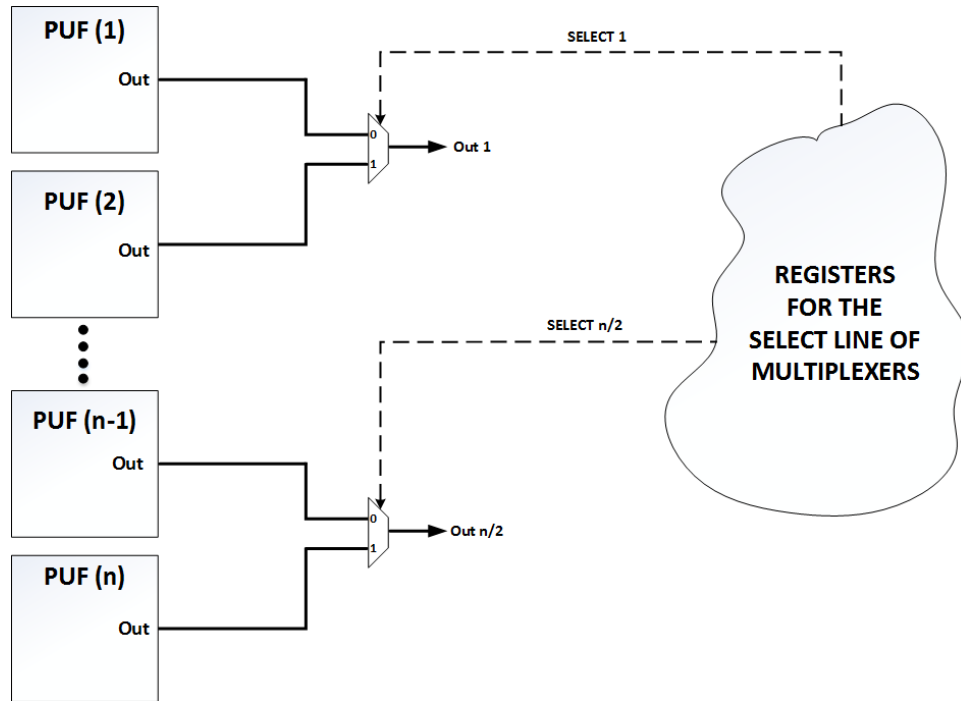 PUF (1)
Out
SELECT 1
0
1
Out 1
PUF (2)
Out
REGISTERS
FOR THE
SELECT LINE OF
MULTIPLEXERS
SELECT n/2
PUF (n-1)
Out
0
1
Out n/2
PUF (n)
Out